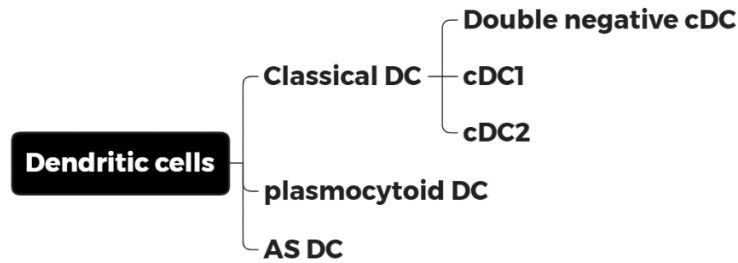 Dendritic cells
Classical DC
Double negative cDC
cDC1
cDC2
plasmocytoid DC
AS DC